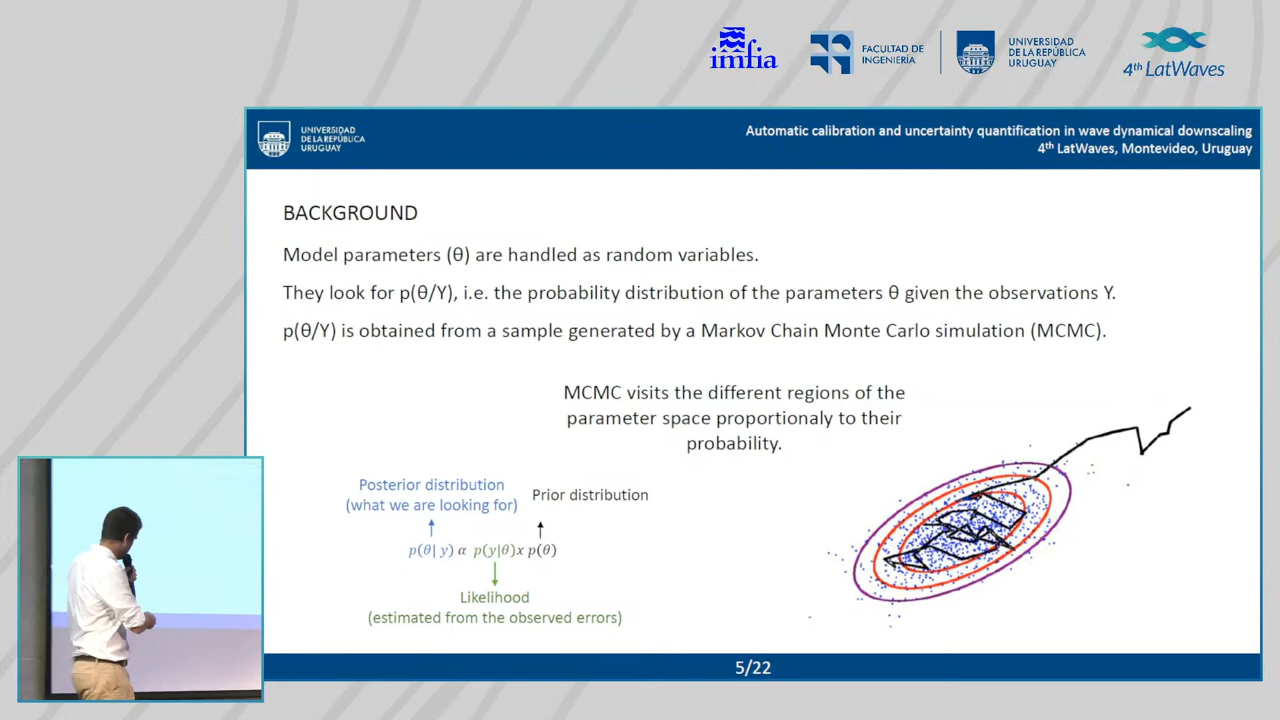 imfia
FACULTAD DE
INGENIERÍA
UNIVERSIDAD
DE LA REPÚBLICA
URUGUAY
4th LatWaves
UNIVERSIDAD
DE LA REPÚBLICA
URUGUAY
Automatic calibration and uncertainty quantification in wave dynamical downscaling
4th LatWaves, Montevideo, Uruguay
BACKGROUND
Model parameters (θ) are handled as random variables.
They look for p(θ/Y), i.e. the probability distribution of the parameters θ given the observations Y.
p(θ/Y) is obtained from a sample generated by a Markov Chain Monte Carlo simulation (MCMC).
MCMC visits the different regions of the
parameter space proportionaly to their
probability.
Posterior distribution
(what we are looking for)
Prior distribution
p(θ| y) α p(y|θ)x p(θ)
Likelihood
(estimated from the observed errors)
5/22